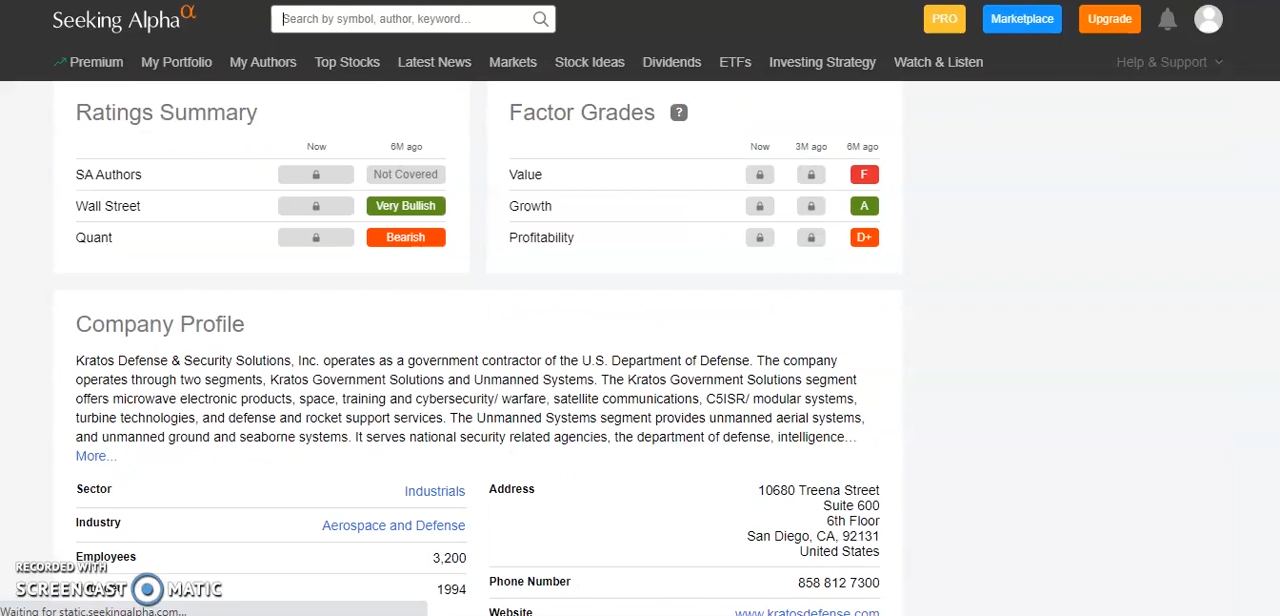 Seeking Alpha α
Search by symbol, author, keyword...
PRO
Marketplace
Upgrade
Premium My Portfolio My Authors Top Stocks Latest News Markets Stock Ideas Dividends ETFs Investing Strategy Watch & Listen Help & Support
Ratings Summary
Now 6M ago
SA Authors Not Covered
Wall Street Very Bullish
Quant Bearish
Factor Grades ?
Now 3M ago 6M ago
Value F
Growth A
Profitability D+
Company Profile
Kratos Defense & Security Solutions, Inc. operates as a government contractor of the U.S. Department of Defense. The company
operates through two segments, Kratos Government Solutions and Unmanned Systems. The Kratos Government Solutions segment
offers microwave electronic products, space, training and cybersecurity/ warfare, satellite communications, C5ISR/ modular systems,
turbine technologies, and defense and rocket support services. The Unmanned Systems segment provides unmanned aerial systems,
and unmanned ground and seaborne systems. It serves national security related agencies, the department of defense, intelligence...
More...
Sector Industrials
Industry Aerospace and Defense
Employees 3,200
1994
Address 10680 Treena Street
Suite 600
6th Floor
San Diego, CA, 92131
United States
Phone Number 858 812 7300
Website www.kratosdefense.com
RECORDED WITH
SCREENCAST MATIC
Waiting for static.seekingalpha.com...